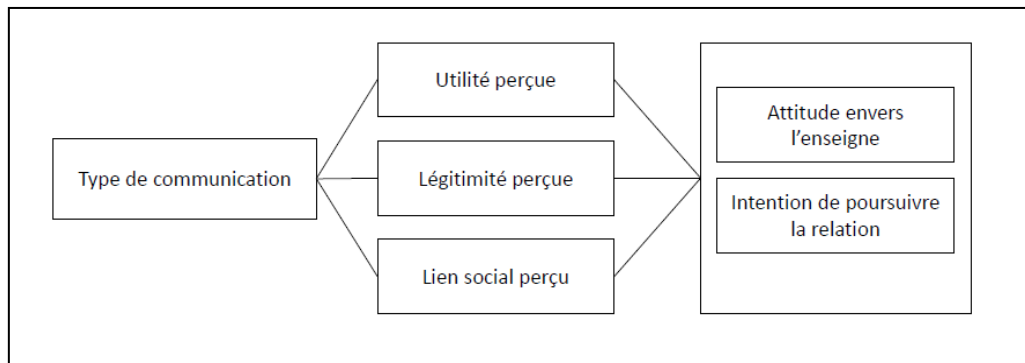 Utilité perçue
Type de communication
Légitimité perçue
Lien social perçu
Attitude envers
l'enseigne
Intention de poursuivre
la relation